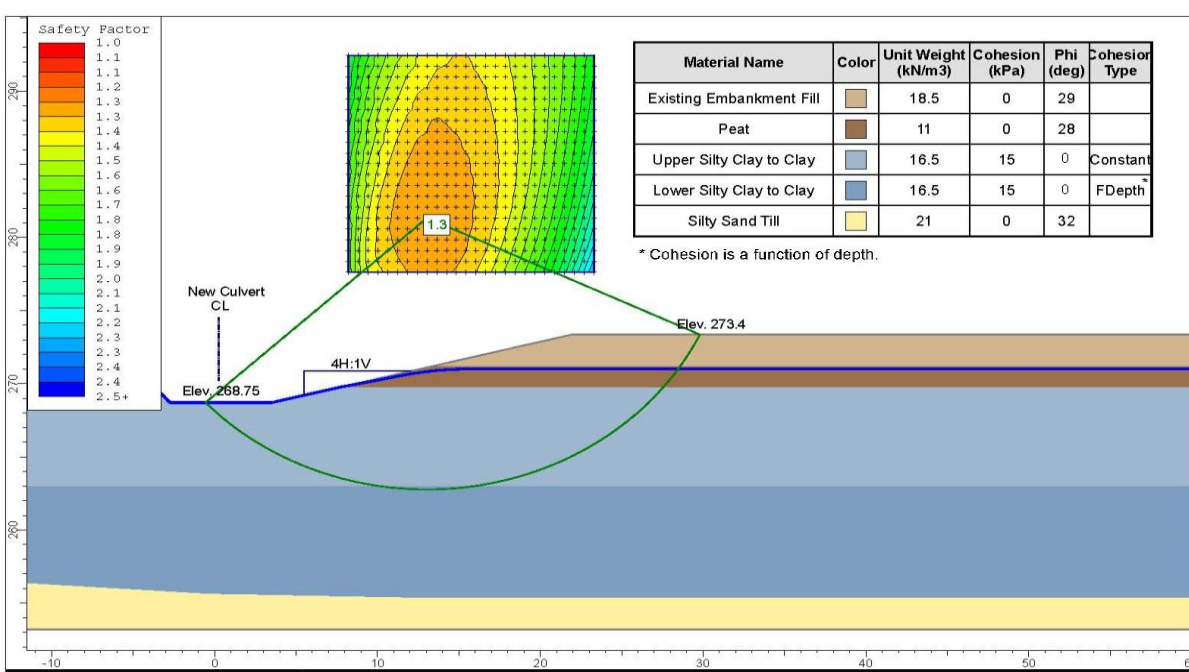 Safety Factor
1.0
1.1
1.1
1.2
1.3
1.4
1.5
1.6
1.6
1.7
1.8
1.8
1.9
1.9
2.0
2.1
2.1
2.2
2.3
2.3
2.4
2.4
2.5+
290
280
270
260
-10
0
10
20
30
40
50
6
1.3
New Culvert
CL
Elev. 268.75
4H:1V
Elev. 273.4
Material Name Color Unit Weight (kN/m3) Cohesion (kPa) Phi (deg) Cohesion Type
Existing Embankment Fill 18.5 0 29
Peat 11 0 28
Upper Silty Clay to Clay 16.5 15 0 Constant
Lower Silty Clay to Clay 16.5 15 0 FDepth*
Silty Sand Till 21 0 32
* Cohesion is a function of depth.